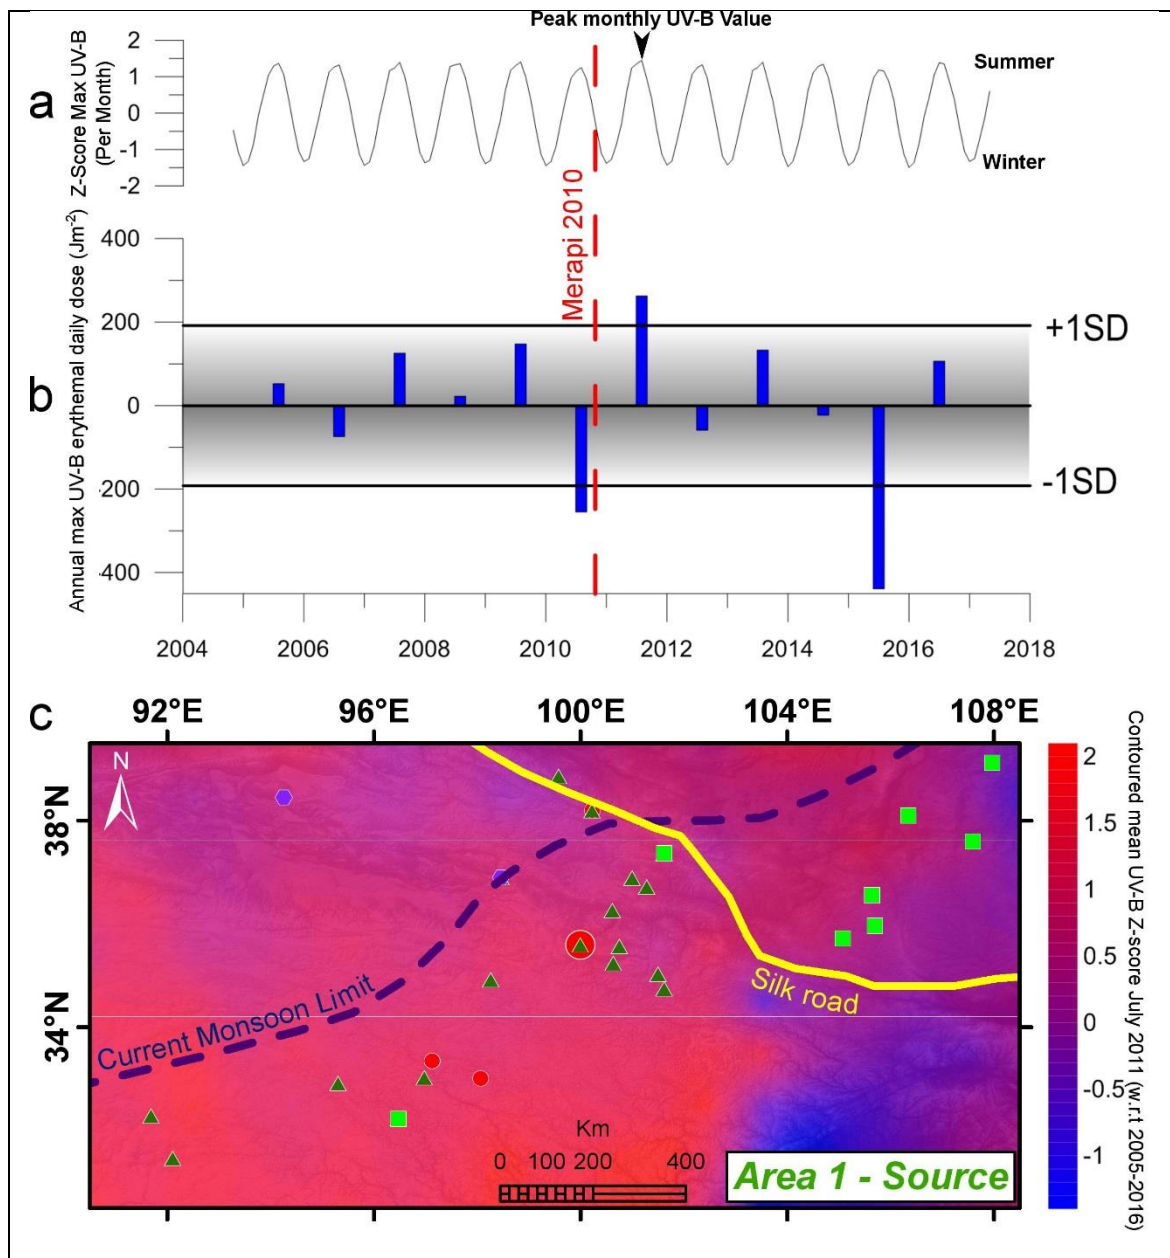 Peak monthly UV-B Value
a
Z-Score Max UV-B
(Per Month)
2
1
0
-1
-2
Summer
Winter
Merapi 2010
b
Annual max UV-B erythemal daily dose (Jm-2)
400
200
0
-200
-400
+1SD
-1SD
2004 2006 2008 2010 2012 2014 2016 2018
c
92°E 96°E 100°E 104°E 108°E
N
38°N
34°N
Current Monsoon Limit
Silk road
Km
0 100 200 400
Area 1 - Source
2
1.5
1
0
-0.5
-1
Contoured mean UV-B Z-score July 2011 (w.r.t 2005-2016)